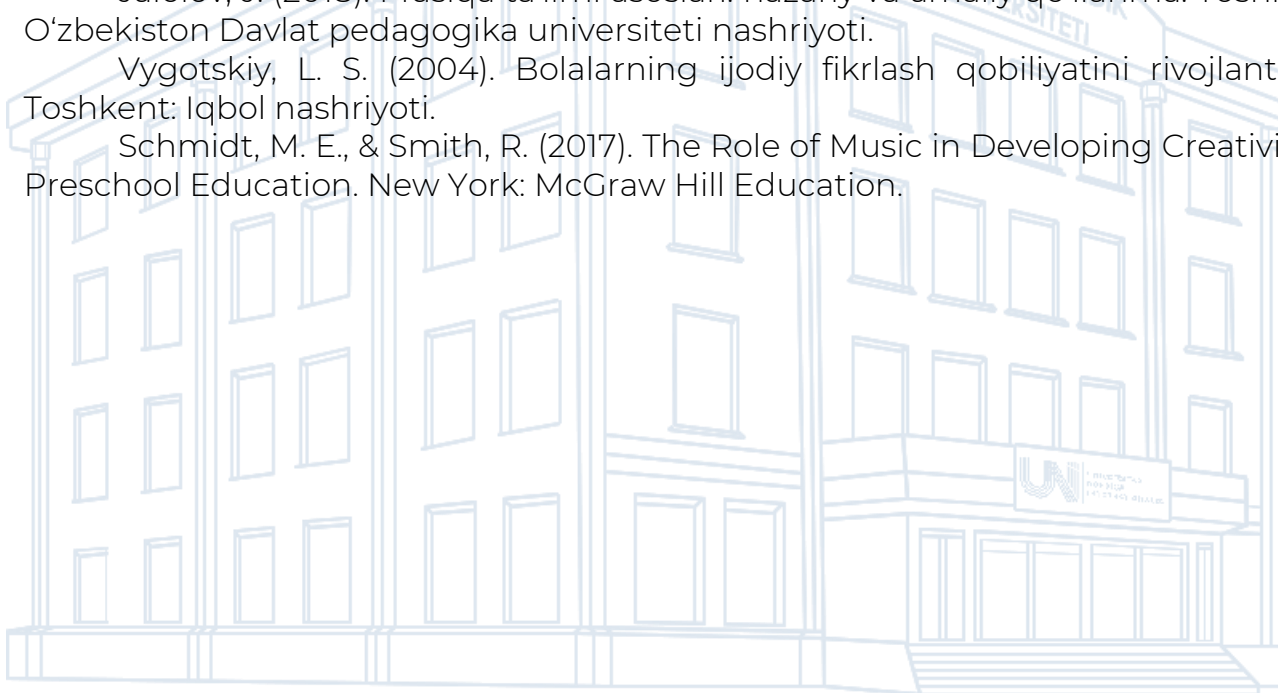 O‘zbekiston Davlat pedagogika universiteti nashriyoti.
Vygotskiy, L. S. (2004). Bolalarning ijodiy fikrlash qobiliyatini rivojlant
Toshkent: Iqbol nashriyoti.
Schmidt, M. E., & Smith, R. (2017). The Role of Music in Developing Creativi
Preschool Education. New York: McGraw Hill Education.
UNI